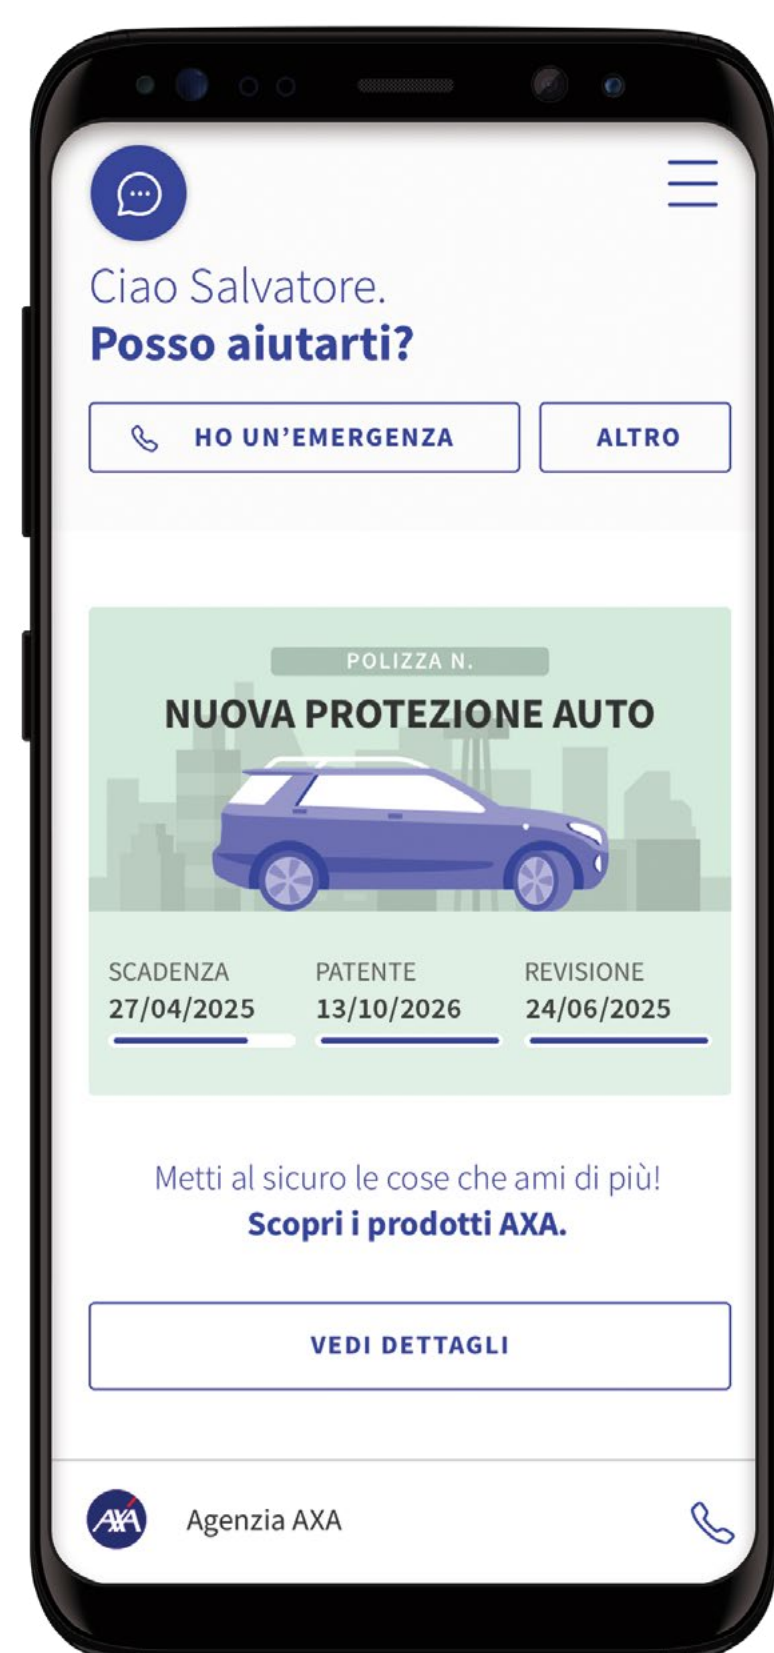 Ciao Salvatore.
Posso aiutarti?
HO UN’EMERGENZA
ALTRO
POLIZZA N.
NUOVA PROTEZIONE AUTO
SCADENZA
27/04/2025
PATENTE
13/10/2026
REVISIONE
24/06/2025
Metti al sicuro le cose che ami di più!
Scopri i prodotti AXA.
VEDI DETTAGLI
AXA
Agenzia AXA